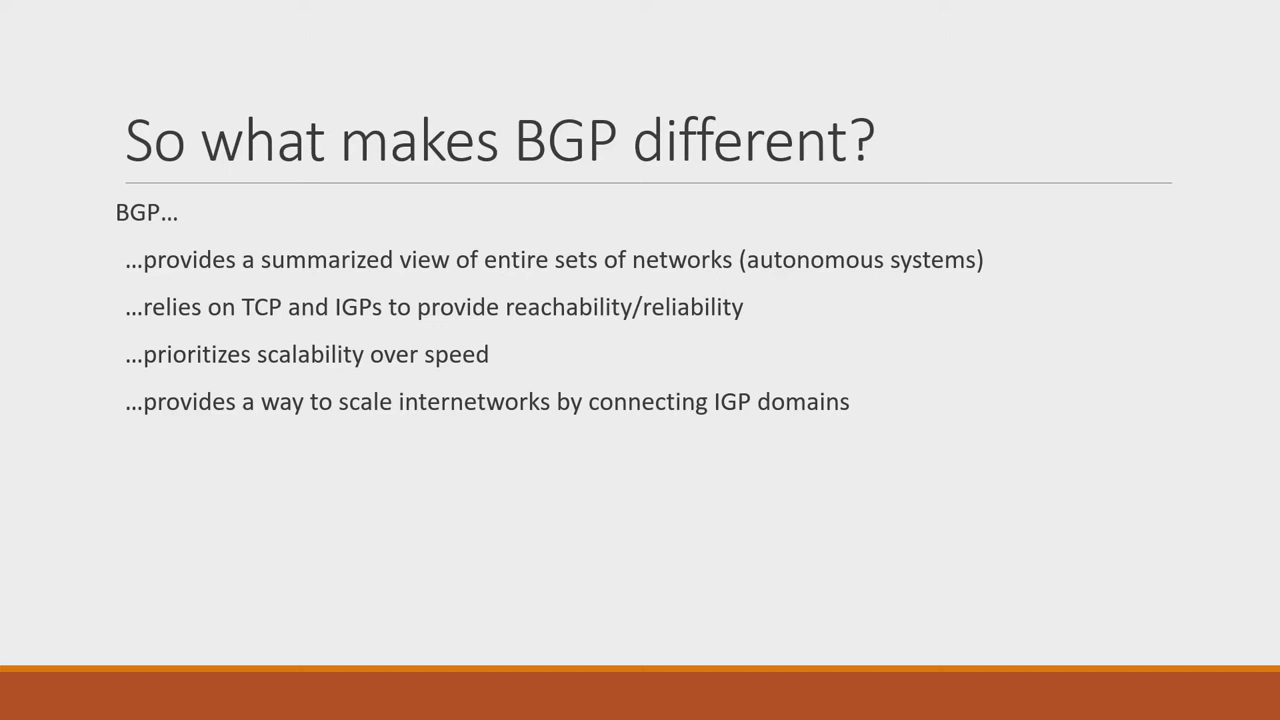 So what makes BGP different?
BGP…
…provides a summarized view of entire sets of networks (autonomous systems)
…relies on TCP and IGPs to provide reachability/reliability
…prioritizes scalability over speed
…provides a way to scale internetworks by connecting IGP domains